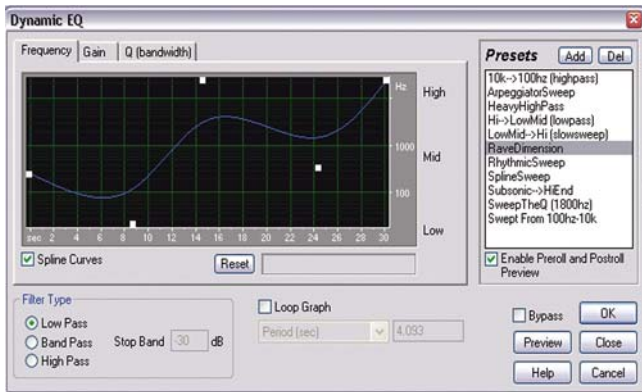 Dynamic EQ
Frequency Gain Q (bandwidth)
Hz
High
1000
Mid
100
Low
sec 2 4 6 8 10 12 14 16 18 20 22 24 26 28 30
Spline Curves
Reset
Presets Add Del
10k-->100hz (highpass)
ArpeggiatorSweep
HeavyHighPass
Hi-->LowMid (lowpass)
LowMid-->Hi (slowsweep)
RaveDimension
RhythmicSweep
SplineSweep
Subsonic-->HiEnd
SweepTheQ (1800hz)
Swept From 100hz-10k
Enable Preroll and Postroll
Preview
Filter Type
Low Pass
Band Pass
High Pass
Stop Band -30 dB
Loop Graph
Period (sec) 4.093
Bypass OK
Preview Close
Help Cancel